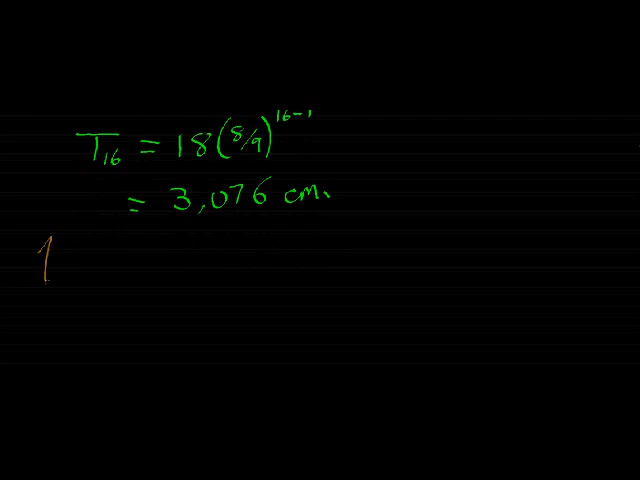 T₁₆ = 18(8/9)¹⁶⁻¹
= 3,076 cm.
1